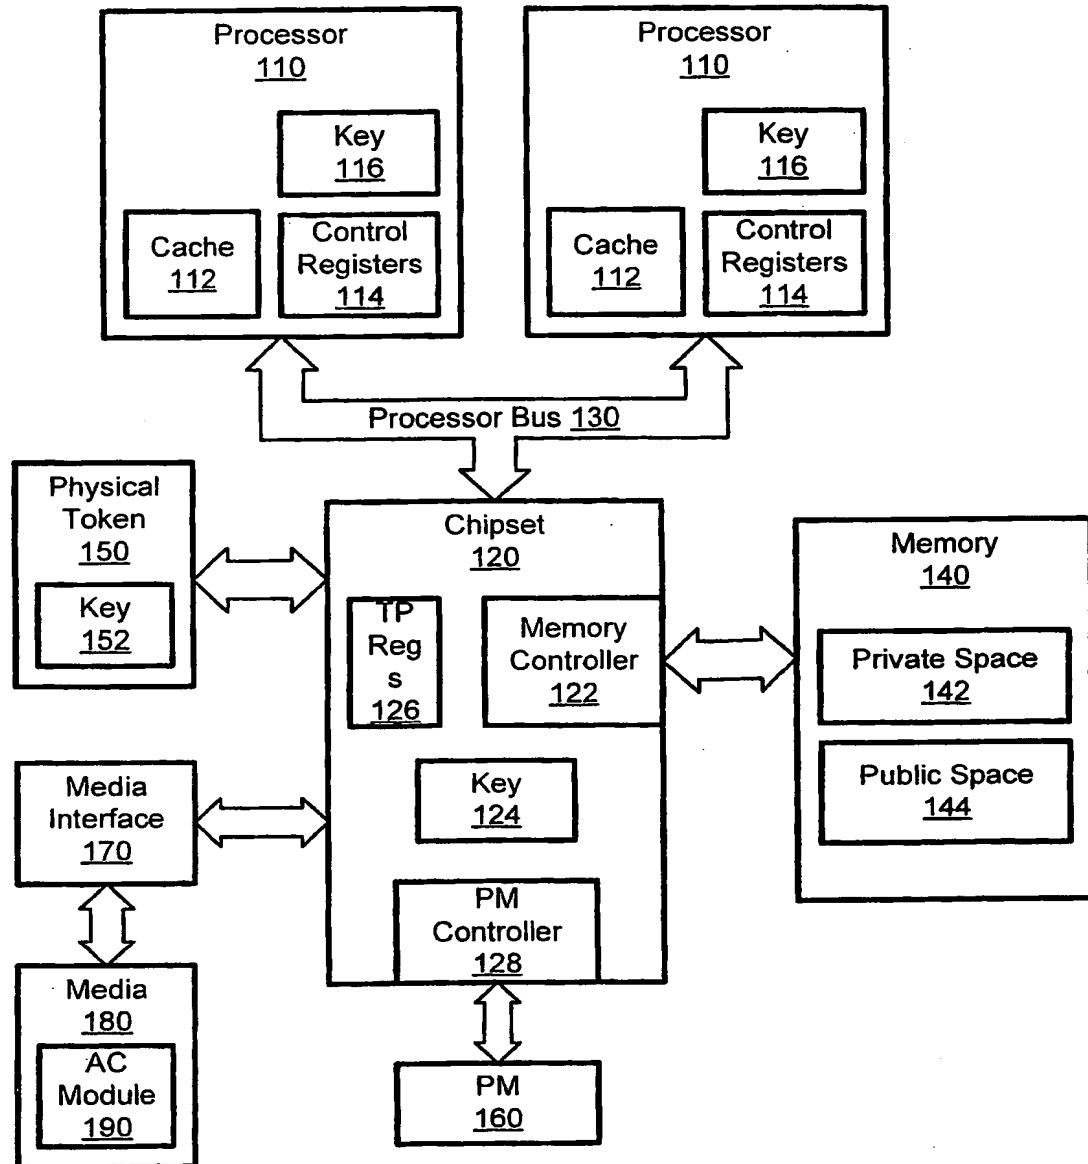 Processor
110
Key
116
Cache
112
Control
Registers
114
Processor
110
Key
116
Cache
112
Control
Registers
114
Processor Bus 130
Physical
Token
150
Key
152
Chipset
120
TP
Reg
s
126
Memory
Controller
122
Key
124
PM
Controller
128
Memory
140
Private Space
142
Public Space
144
Media
Interface
170
Media
180
AC
Module
190
PM
160